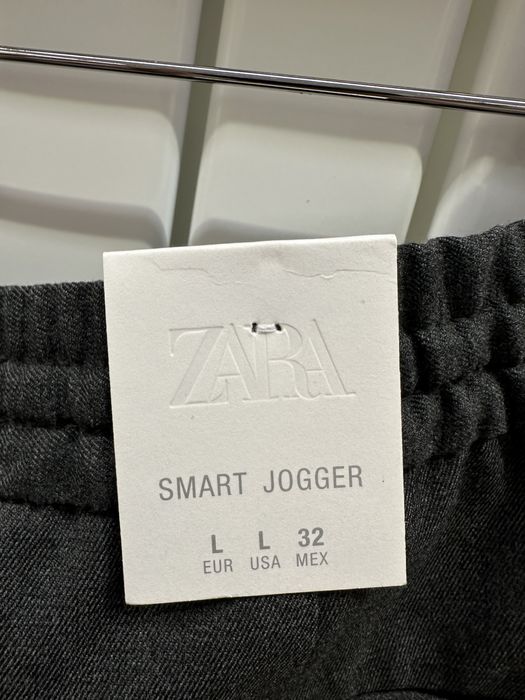 ZARA
SMART JOGGER
L L 32
EUR USA MEX